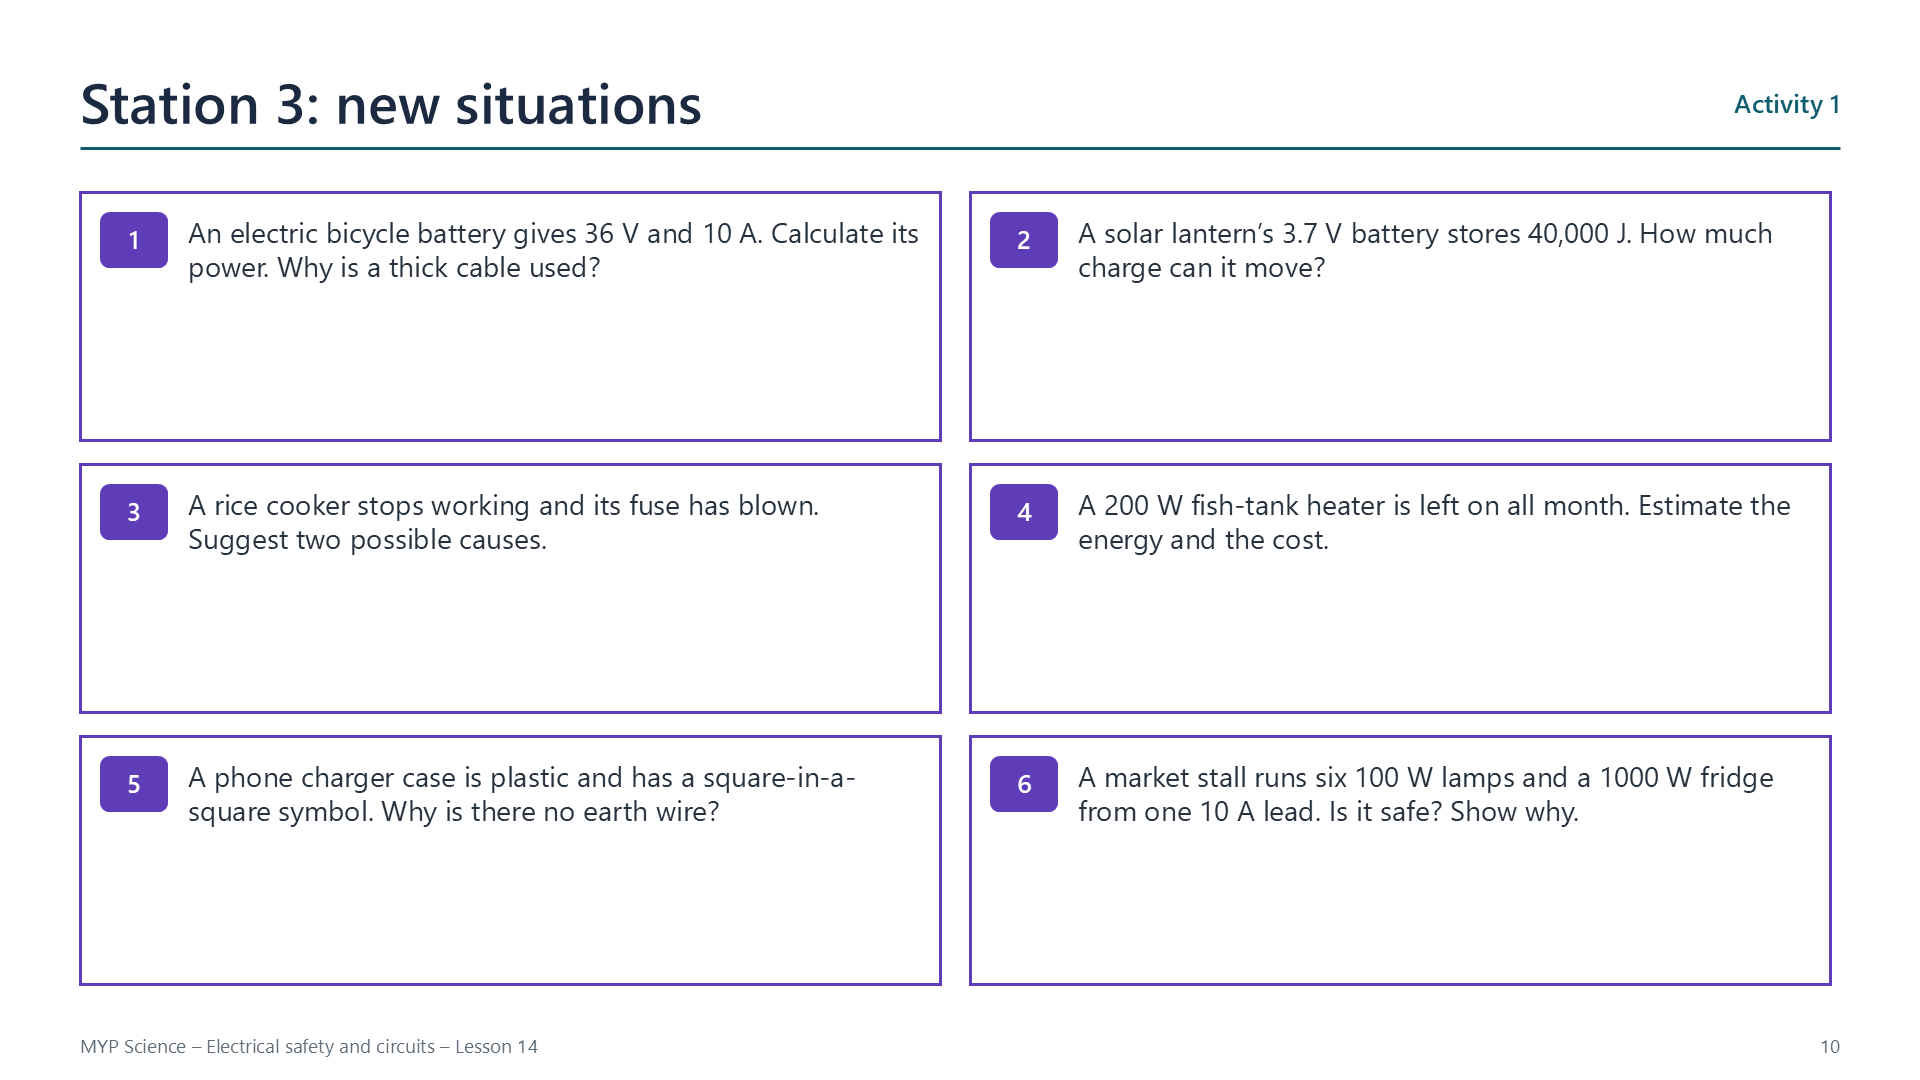 Station 3: new situations
Activity 1
1
An electric bicycle battery gives 36 V and 10 A. Calculate its
power. Why is a thick cable used?
2
A solar lantern’s 3.7 V battery stores 40,000 J. How much
charge can it move?
3
A rice cooker stops working and its fuse has blown.
Suggest two possible causes.
4
A 200 W fish-tank heater is left on all month. Estimate the
energy and the cost.
5
A phone charger case is plastic and has a square-in-a-
square symbol. Why is there no earth wire?
6
A market stall runs six 100 W lamps and a 1000 W fridge
from one 10 A lead. Is it safe? Show why.
MYP Science – Electrical safety and circuits – Lesson 14
10